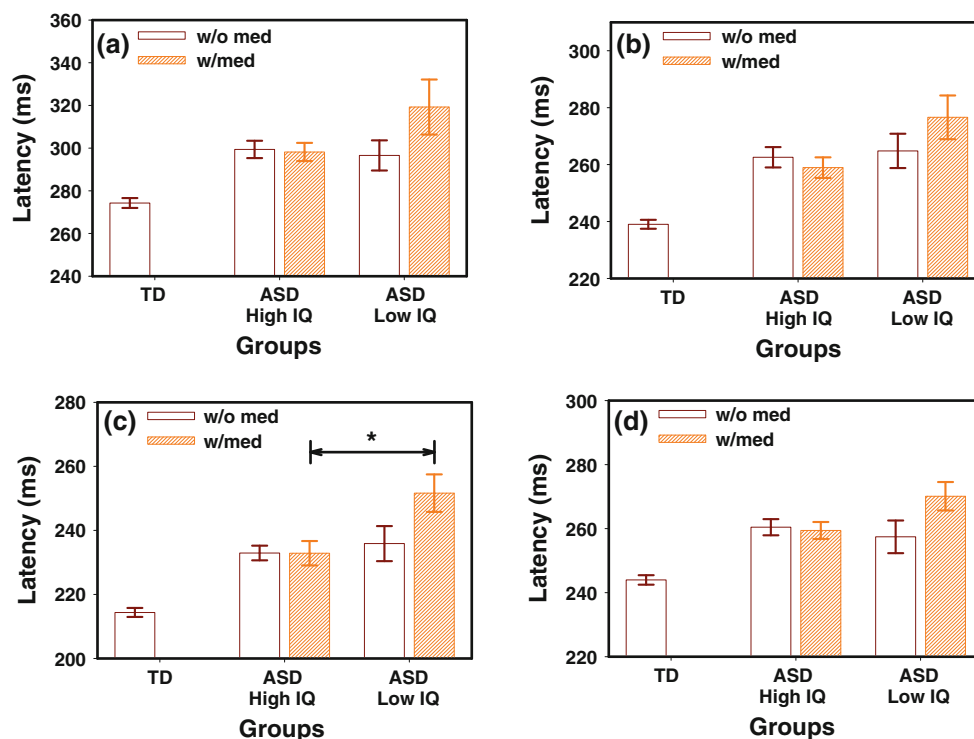 (a)
w/o med
w/med
Latency (ms)
360
340
320
300
280
260
240
TD
ASD
High IQ
ASD
Low IQ
Groups
(b)
w/o med
w/med
Latency (ms)
300
280
260
240
220
TD
ASD
High IQ
ASD
Low IQ
Groups
(c)
w/o med
w/med
*
Latency (ms)
280
260
240
220
200
TD
ASD
High IQ
ASD
Low IQ
Groups
(d)
w/o med
w/med
Latency (ms)
300
280
260
240
220
TD
ASD
High IQ
ASD
Low IQ
Groups